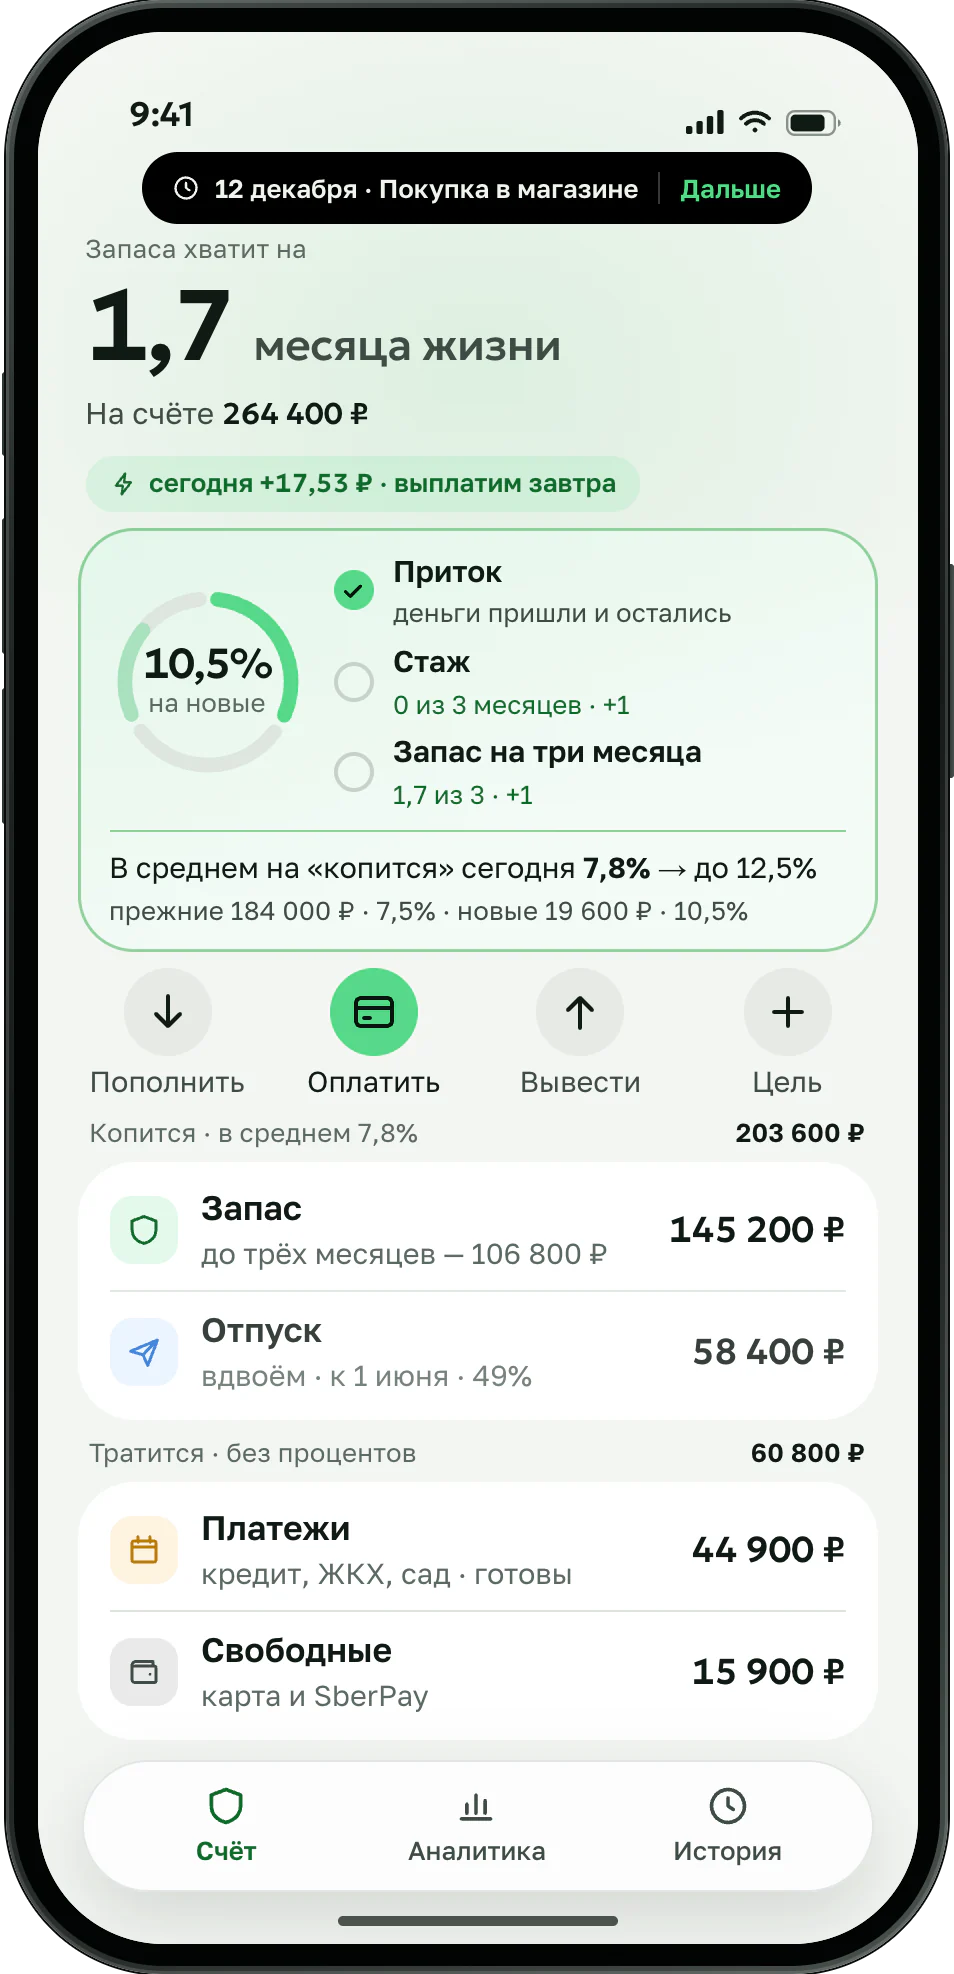 9:41
12 декабря · Покупка в магазине Дальше
Запаса хватит на
1,7 месяца жизни
На счёте 264 400 ₽
сегодня +17,53 ₽ · выплатим завтра
10,5%
на новые
Приток
деньги пришли и остались
Стаж
0 из 3 месяцев · +1
Запас на три месяца
1,7 из 3 · +1
В среднем на «копится» сегодня 7,8% → до 12,5%
прежние 184 000 ₽ · 7,5% · новые 19 600 ₽ · 10,5%
Пополнить Оплатить Вывести Цель
Копится · в среднем 7,8% 203 600 ₽
Запас
до трёх месяцев — 106 800 ₽
145 200 ₽
Отпуск
вдвоём · к 1 июня · 49%
58 400 ₽
Тратится · без процентов 60 800 ₽
Платежи
кредит, ЖКХ, сад · готовы
44 900 ₽
Свободные
карта и SberPay
15 900 ₽
Счёт Аналитика История